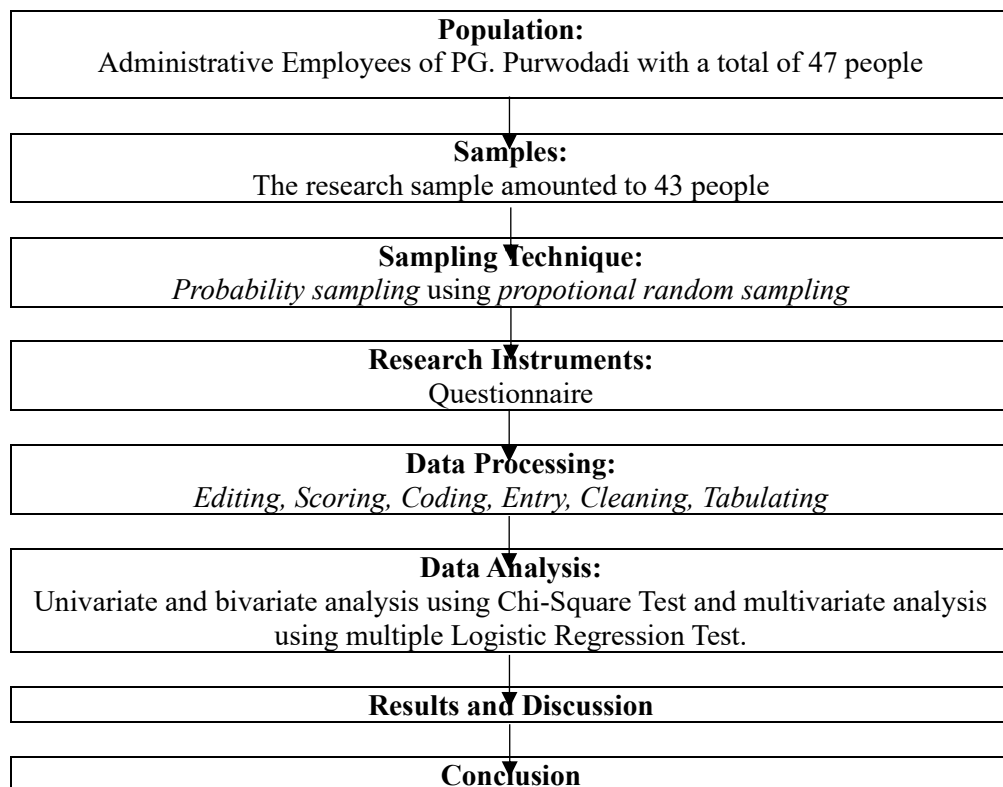 Population:
Administrative Employees of PG. Purwodadi with a total of 47 people
Samples:
The research sample amounted to 43 people
Sampling Technique:
Probability sampling using propotional random sampling
Research Instruments:
Questionnaire
Data Processing:
Editing, Scoring, Coding, Entry, Cleaning, Tabulating
Data Analysis:
Univariate and bivariate analysis using Chi-Square Test and multivariate analysis
using multiple Logistic Regression Test.
Results and Discussion
Conclusion